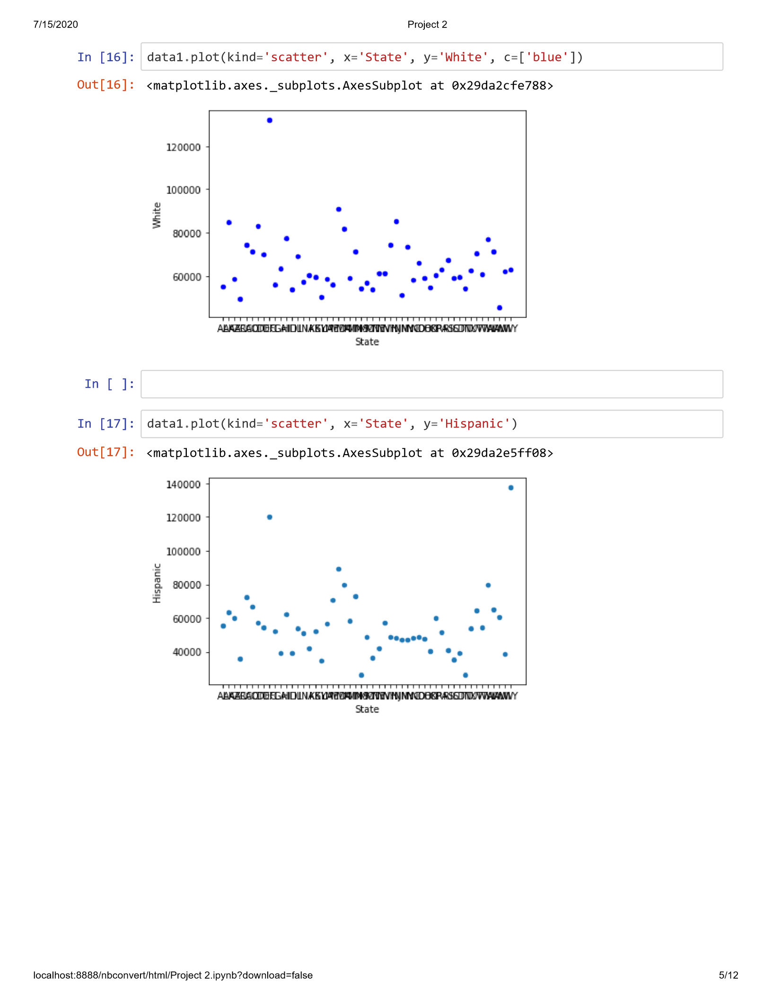 7/15/2020 Project 2
In [16]: data1.plot(kind='scatter', x='State', y='White', c=['blue'])
Out[16]: <matplotlib.axes._subplots.AxesSubplot at 0x29da2cfe788>
120000
100000
White
80000
60000
State
In [ ]:
In [17]: data1.plot(kind='scatter', x='State', y='Hispanic')
Out[17]: <matplotlib.axes._subplots.AxesSubplot at 0x29da2e5ff08>
140000
120000
100000
Hispanic
80000
60000
40000
State
localhost:8888/nbconvert/html/Project 2.ipynb?download=false 5/12